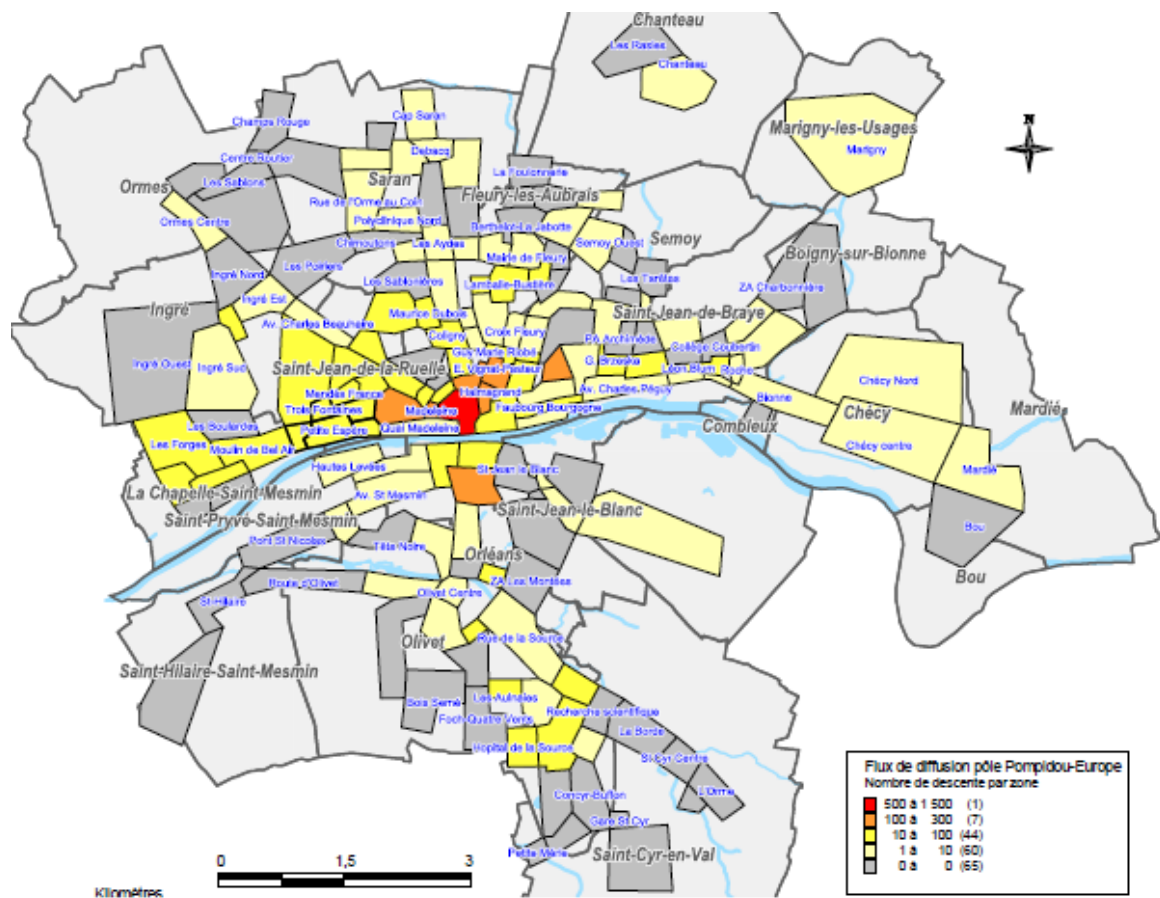 Chanteau
Les Rasles
Chanteau
Champs Rouge
Cap Saran
N
Marigny-les-Usages
Marigny
Centre Routier
Debacq
La Foulonnerie
Ormes
Les Sablons
Saran
Fleury-les-Aubrais
Rue de l'Orme au Coin
Ormes Centre
Polyclinique Nord
Berthelot-La Jabotte
Chimoutons
Les Aydes
Semoy Ouest
Semoy
Mairie de Fleury
Boigny-sur-Bionne
Ingré Nord
Les Poiriers
Les Sablonières
Lamballe-Bustière
Les Tarêtes
ZA Charbonnière
Ingré
Ingré Est
Maurice Dubois
Saint-Jean-de-Braye
Av. Charles Beauhaire
Coligny
Croix Fleury
P6 Archimède
Collège Coubertin
Ingré Ouest
Ingré Sud
Saint-Jean-de-la-Ruelle
Guy-Marie Riobé
E. Vignat-Pasteur
G. Brzeska
Léon Blum
Roche
Chécy Nord
Mendès France
Halmagrand
Av. Charles Péguy
Bionne
Trois Fontaines
Madeleine
Faubourg Bourgogne
Chécy
Mardié
Les Bouleries
Petite Espère
Quai Madeleine
Combleux
Les Forges
Moulin de Bel Air
Chécy centre
Hautes Levées
St Jean le Blanc
Mardié
La Chapelle-Saint-Mesmin
Av. St Mesmin
Saint-Jean-le-Blanc
Saint-Pryvé-Saint-Mesmin
Bou
Pont St Nicolas
Tête Noire
Orléans
Bou
Route d'Olivet
ZA Les Montées
St Hilaire
Olivet Centre
Olivet
Rue de la Source
Saint-Hilaire-Saint-Mesmin
Bois Semé
Les Aulnaies
Foch-Quatre Vents
Recherche scientifique
La Borde
Hôpital de la Source
St-Cyr Centre
Concyr-Buffon
L'Orme
Gare St Cyr
Petite Mérie
Saint-Cyr-en-Val
Flux de diffusion pôle Pompidou-Europe
Nombre de descente par zone
500 à 1 500 (1)
100 à 300 (7)
10 à 100 (44)
1 à 10 (60)
0 à 0 (65)
0 1,5 3
Kilomètres